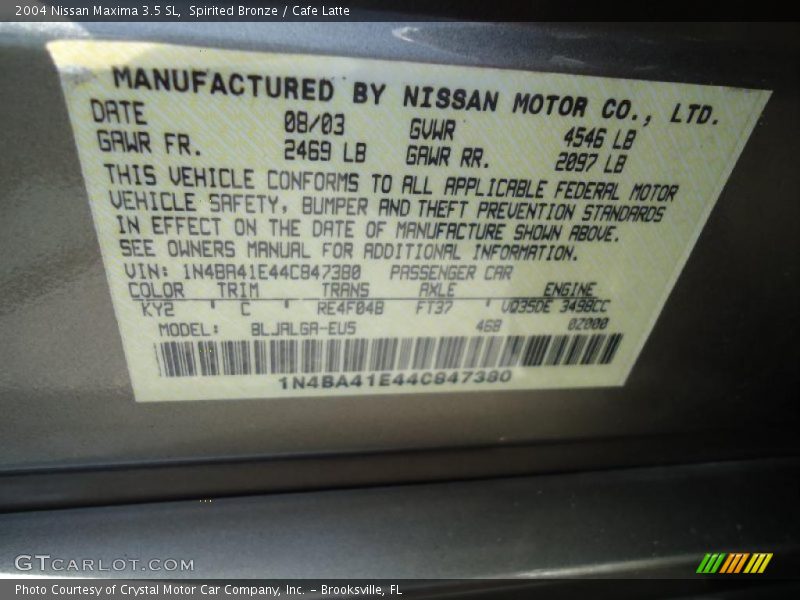 2004 Nissan Maxima 3.5 SL, Spirited Bronze / Cafe Latte
MANUFACTURED BY NISSAN MOTOR CO., LTD.
DATE 08/03 GVWR 4546 LB
GAWR FR. 2469 LB GAWR RR. 2097 LB
THIS VEHICLE CONFORMS TO ALL APPLICABLE FEDERAL MOTOR
VEHICLE SAFETY, BUMPER AND THEFT PREVENTION STANDARDS
IN EFFECT ON THE DATE OF MANUFACTURE SHOWN ABOVE.
SEE OWNERS MANUAL FOR ADDITIONAL INFORMATION.
VIN: 1N4BA41E44C847380 PASSENGER CAR
COLOR TRIM TRANS AXLE ENGINE
KY2 ' C ' RE4F04B FT37 ' VQ35DE 3498CC
MODEL: BLJALGA-EU5 46B 0Z000
1N4BA41E44C847380
GTCARLOT.COM
Photo Courtesy of Crystal Motor Car Company, Inc. – Brooksville, FL